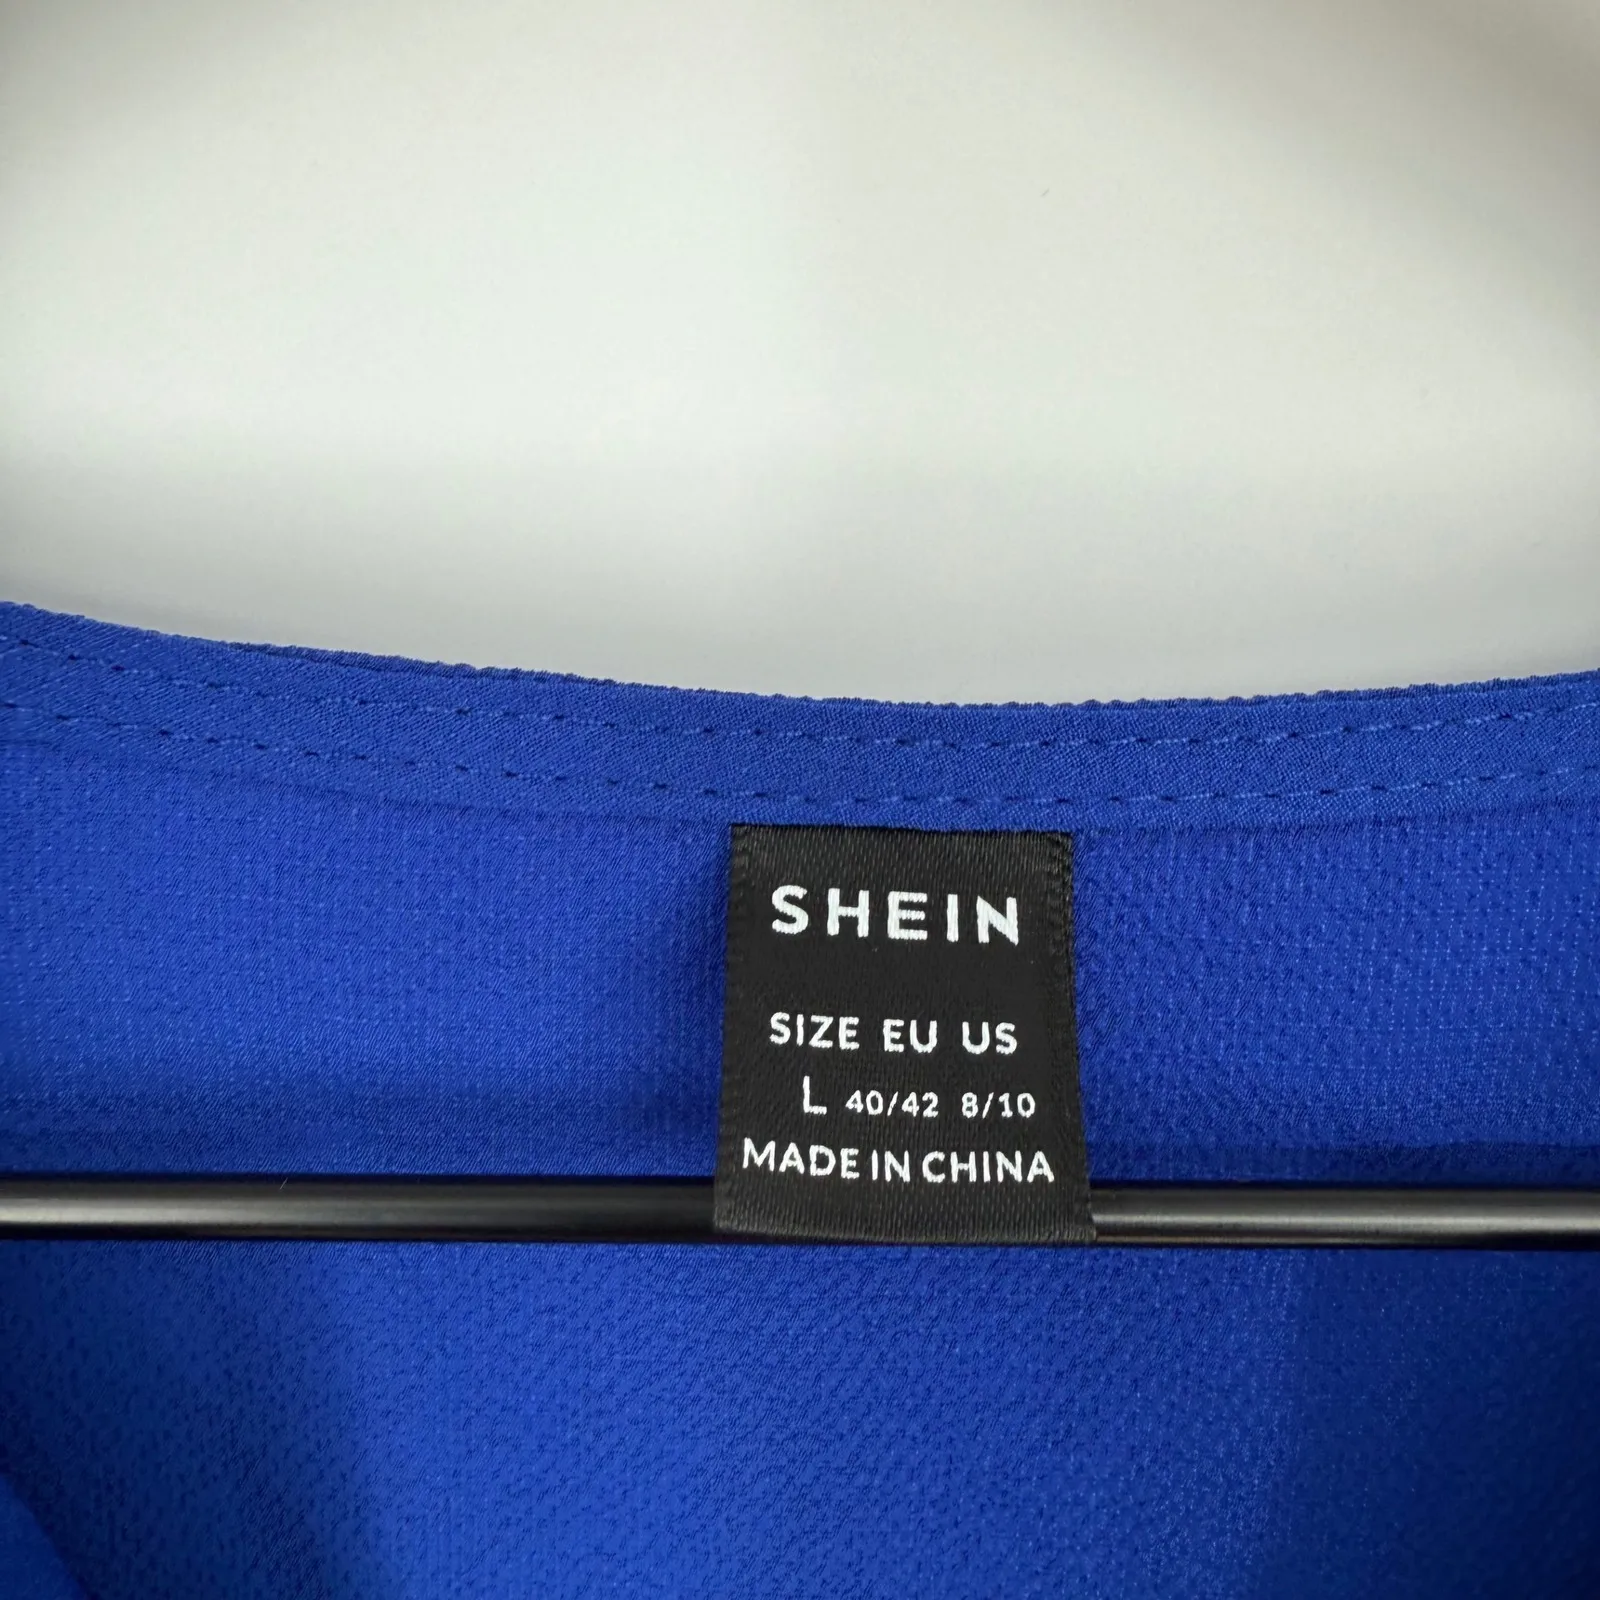 SHEIN
SIZE EU US
L 40/42 8/10
MADE IN CHINA